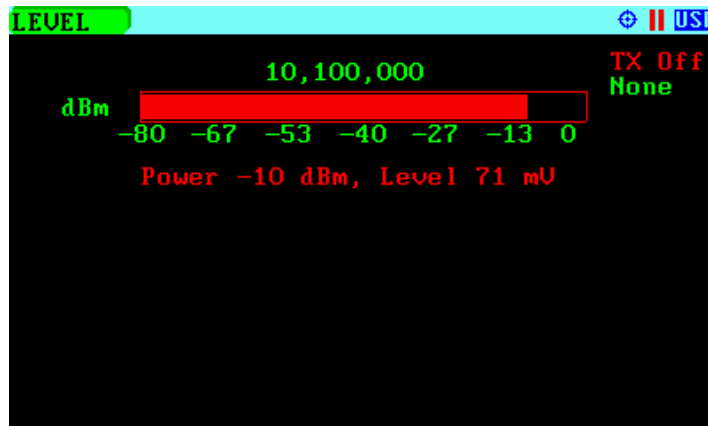 LEVEL
10,100,000
TX Off
None
dBm
-80 -67 -53 -40 -27 -13 0
Power -10 dBm, Level 71 mV